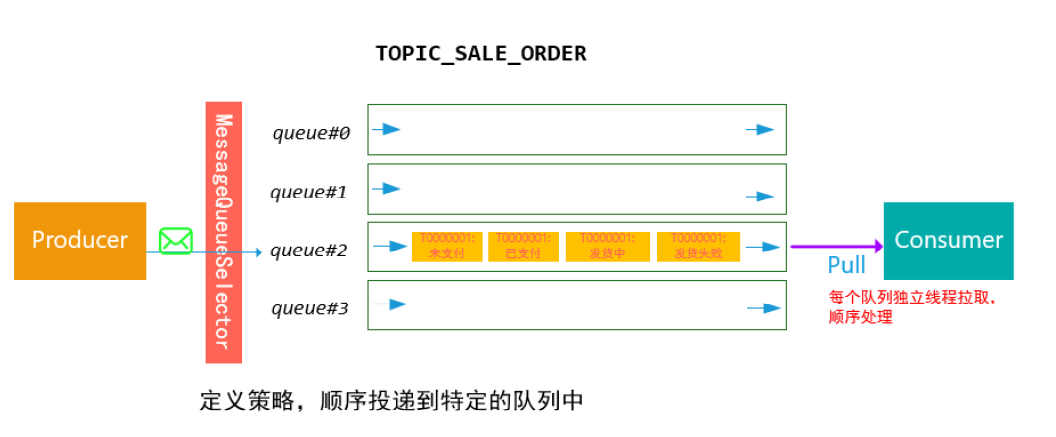 TOPIC_SALE_ORDER
MessageQueueSelector
queue#0
queue#1
Producer
queue#2
T0000001:
未支付
T0000001:
已支付
T0000001:
发货中
T0000001:
发货失败
Pull
Consumer
每个队列独立线程拉取，
顺序处理
queue#3
定义策略，顺序投递到特定的队列中